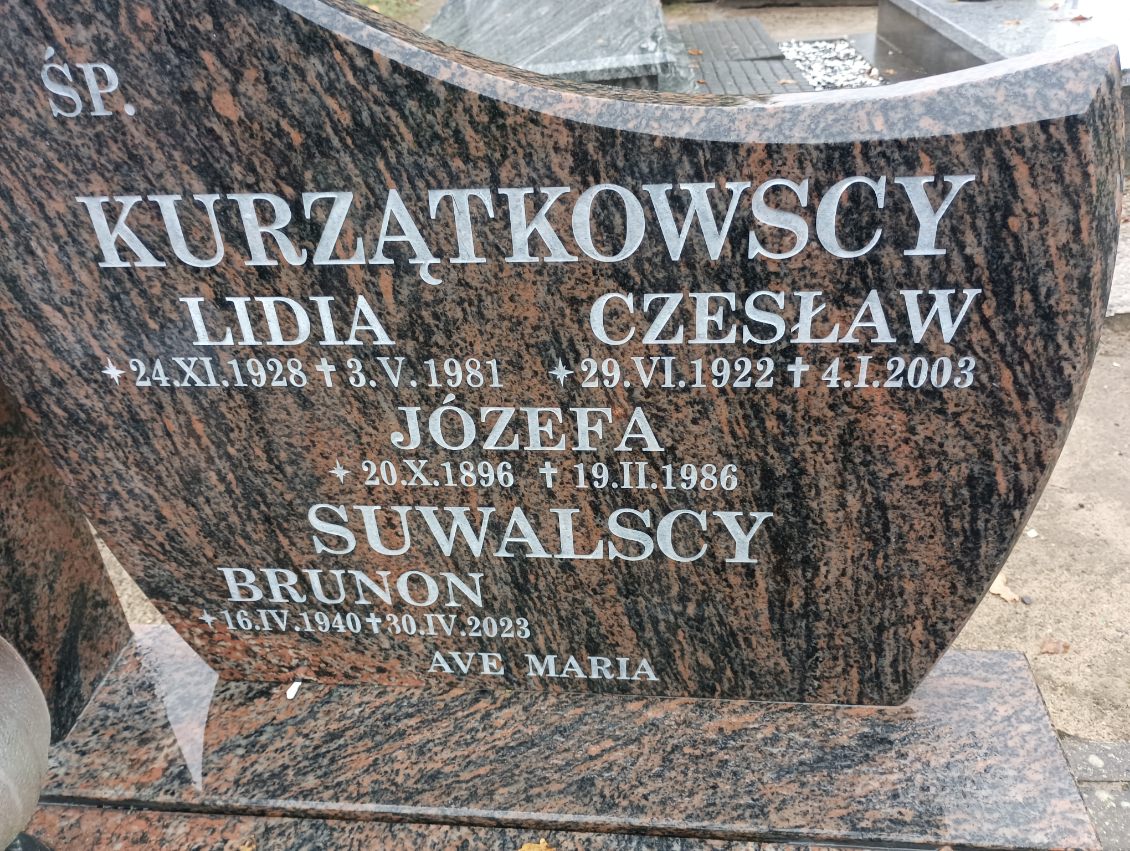 ŚP.
KURZĄTKOWSCY
LIDIA CZESŁAW
24.XI.1928 † 3.V.1981 29.VI.1922 † 4.I.2003
JÓZEFA
20.X.1896 † 19.II.1986
SUWALSCY
BRUNON
16.IV.1940 † 30.IV.2023
AVE MARIA